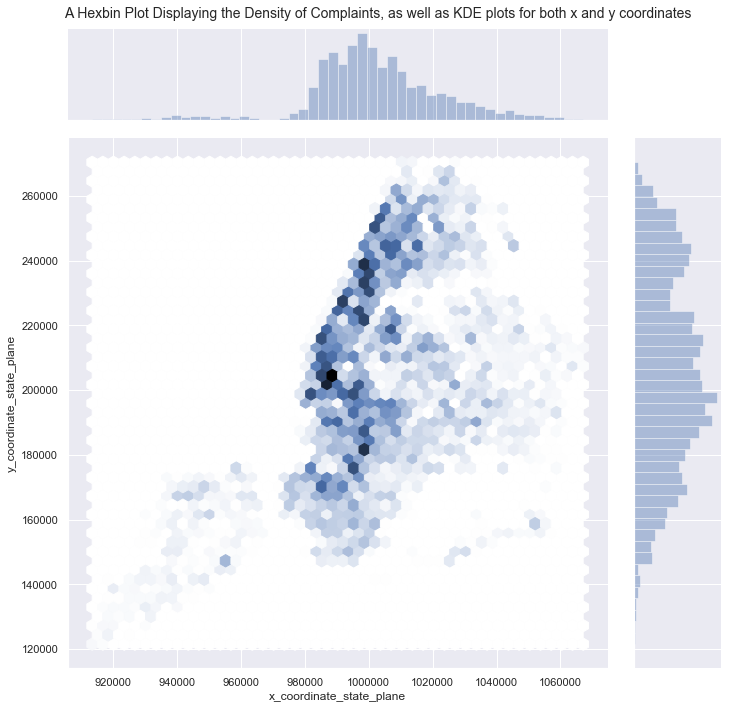 A Hexbin Plot Displaying the Density of Complaints, as well as KDE plots for both x and y coordinates
260000
240000
220000
200000
180000
160000
140000
120000
y_coordinate_state_plane
920000 940000 960000 980000 1000000 1020000 1040000 1060000
x_coordinate_state_plane